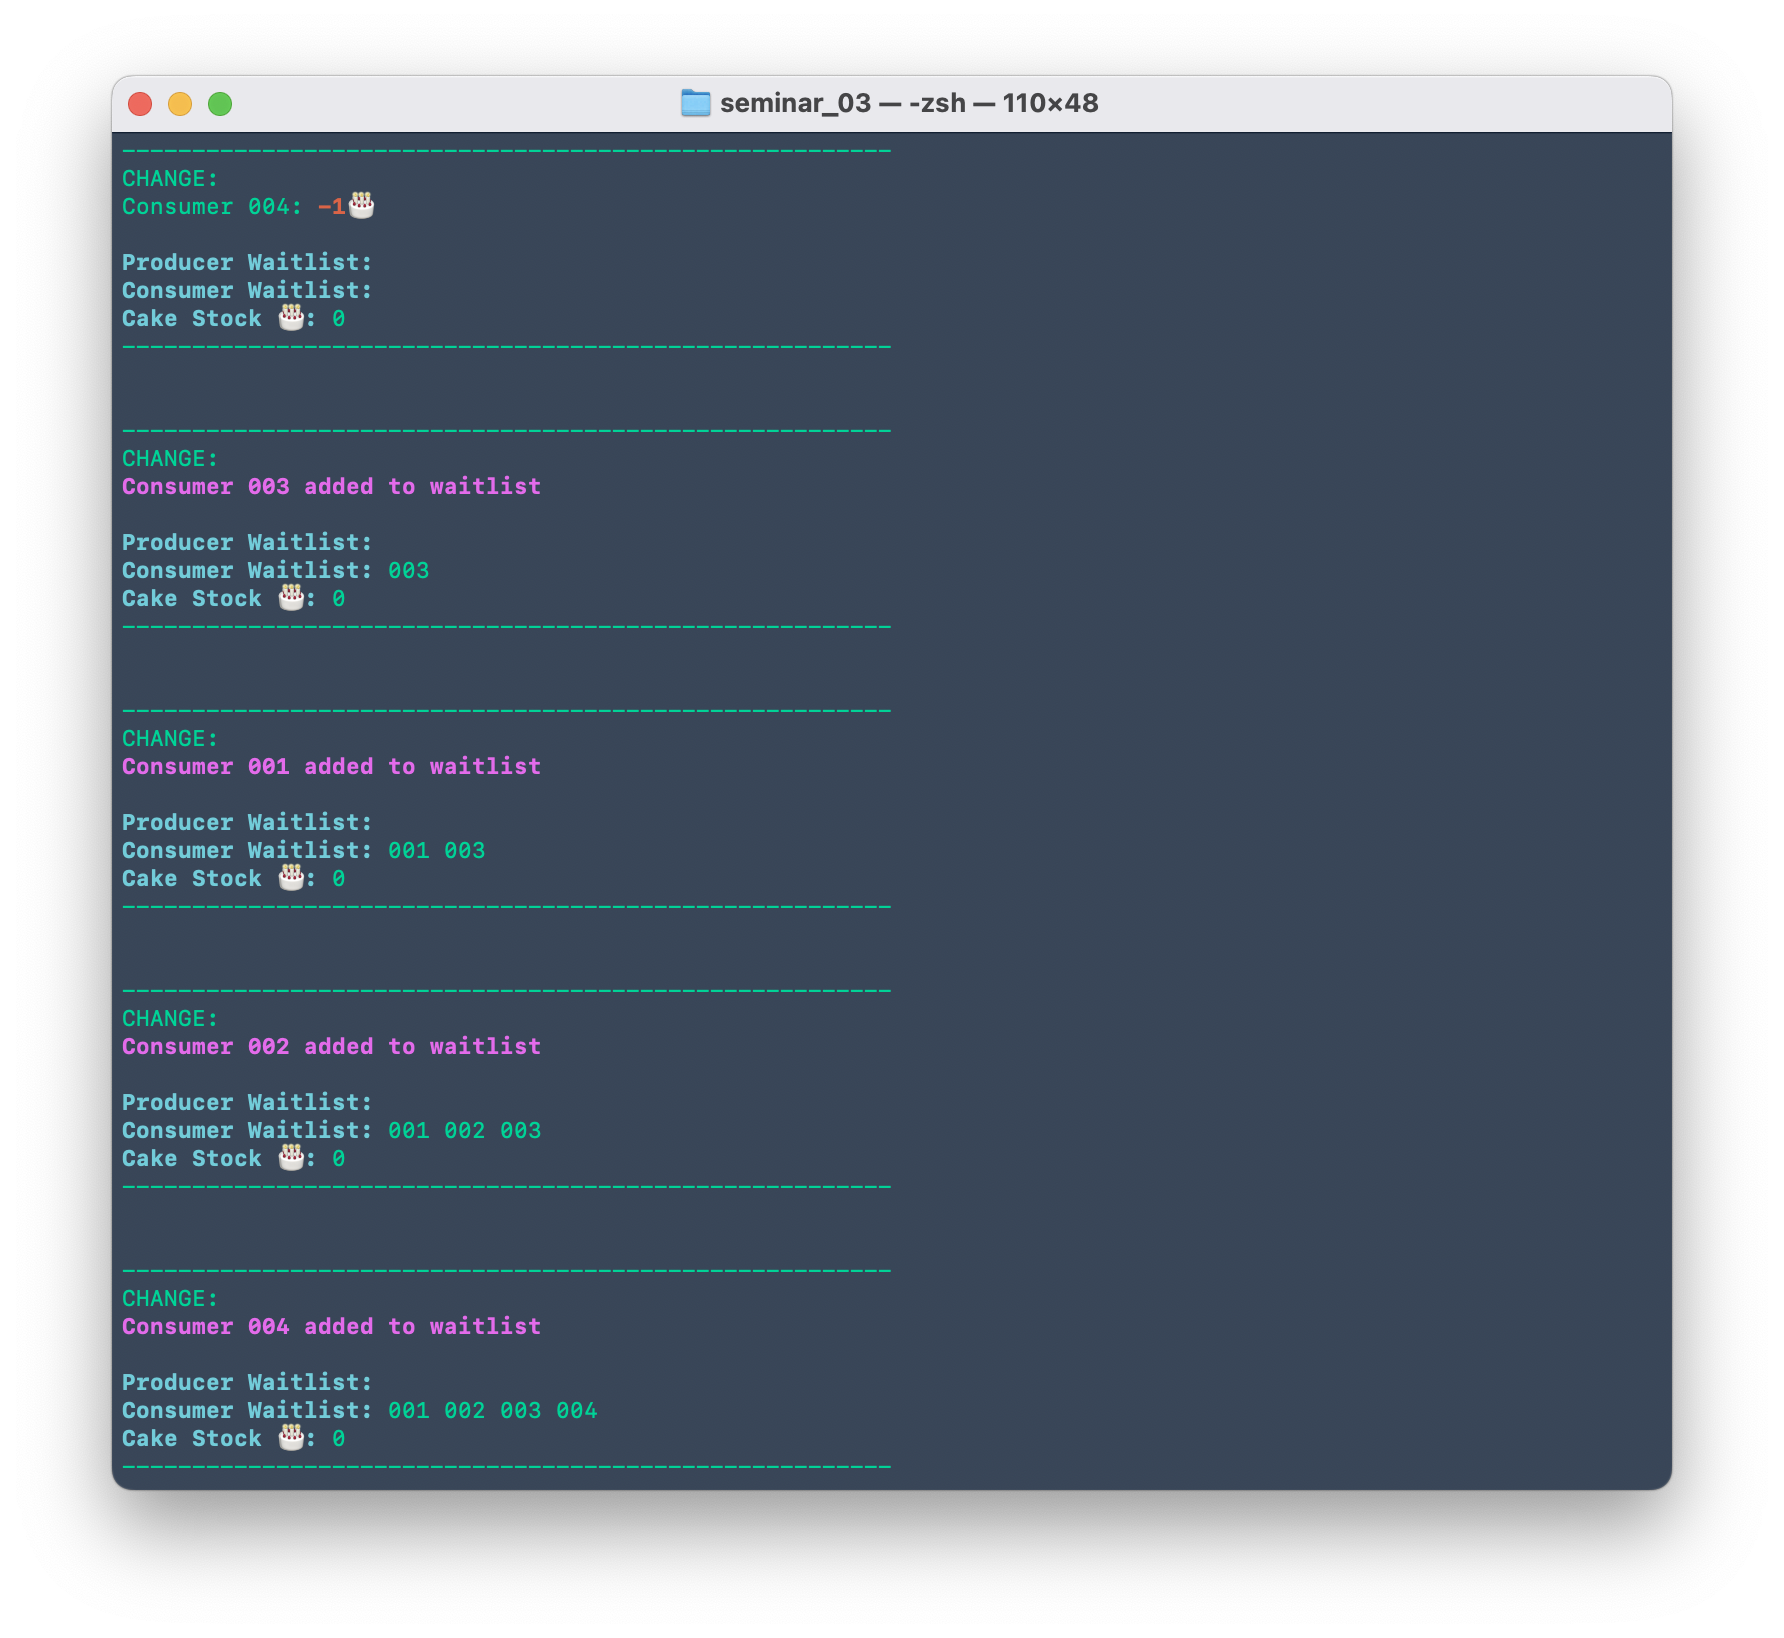 seminar_03 — -zsh — 110×48
-------------------------------------------------------
CHANGE:
Consumer 004: -1🎂
Producer Waitlist:
Consumer Waitlist:
Cake Stock 🎂: 0
-------------------------------------------------------
-------------------------------------------------------
CHANGE:
Consumer 003 added to waitlist
Producer Waitlist:
Consumer Waitlist: 003
Cake Stock 🎂: 0
-------------------------------------------------------
-------------------------------------------------------
CHANGE:
Consumer 001 added to waitlist
Producer Waitlist:
Consumer Waitlist: 001 003
Cake Stock 🎂: 0
-------------------------------------------------------
-------------------------------------------------------
CHANGE:
Consumer 002 added to waitlist
Producer Waitlist:
Consumer Waitlist: 001 002 003
Cake Stock 🎂: 0
-------------------------------------------------------
-------------------------------------------------------
CHANGE:
Consumer 004 added to waitlist
Producer Waitlist:
Consumer Waitlist: 001 002 003 004
Cake Stock 🎂: 0
-------------------------------------------------------